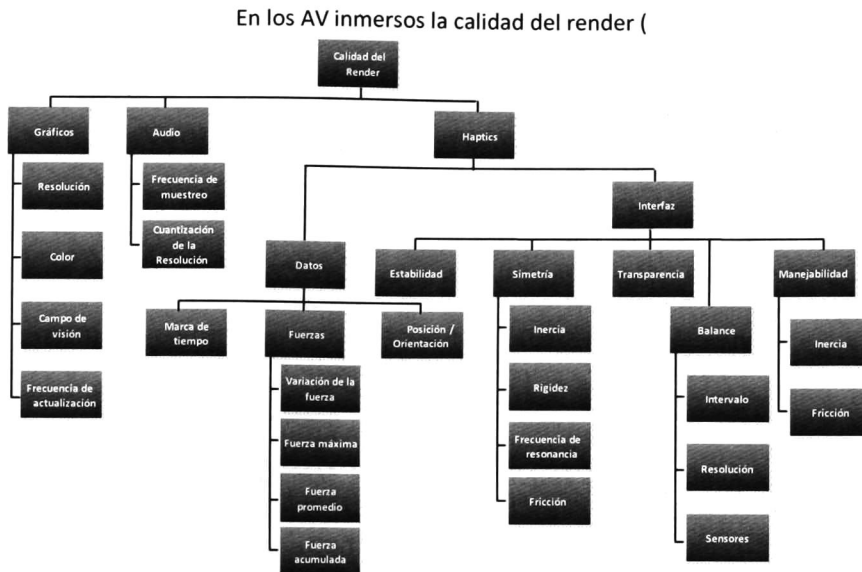 En los AV inmersos la calidad del render (
Calidad del
Render
Gráficos
Audio
Haptics
Resolución
Frecuencia de
muestreo
Interfaz
Color
Cuantización
de la
Resolución
Datos
Estabilidad
Simetría
Transparencia
Manejabilidad
Campo de
visión
Marca de
tiempo
Fuerzas
Posición /
Orientación
Inercia
Balance
Inercia
Frecuencia de
actualización
Variación de la
fuerza
Rigidez
Intervalo
Fricción
Fuerza máxima
Frecuencia de
resonancia
Resolución
Fuerza
promedio
Fricción
Sensores
Fuerza
acumulada